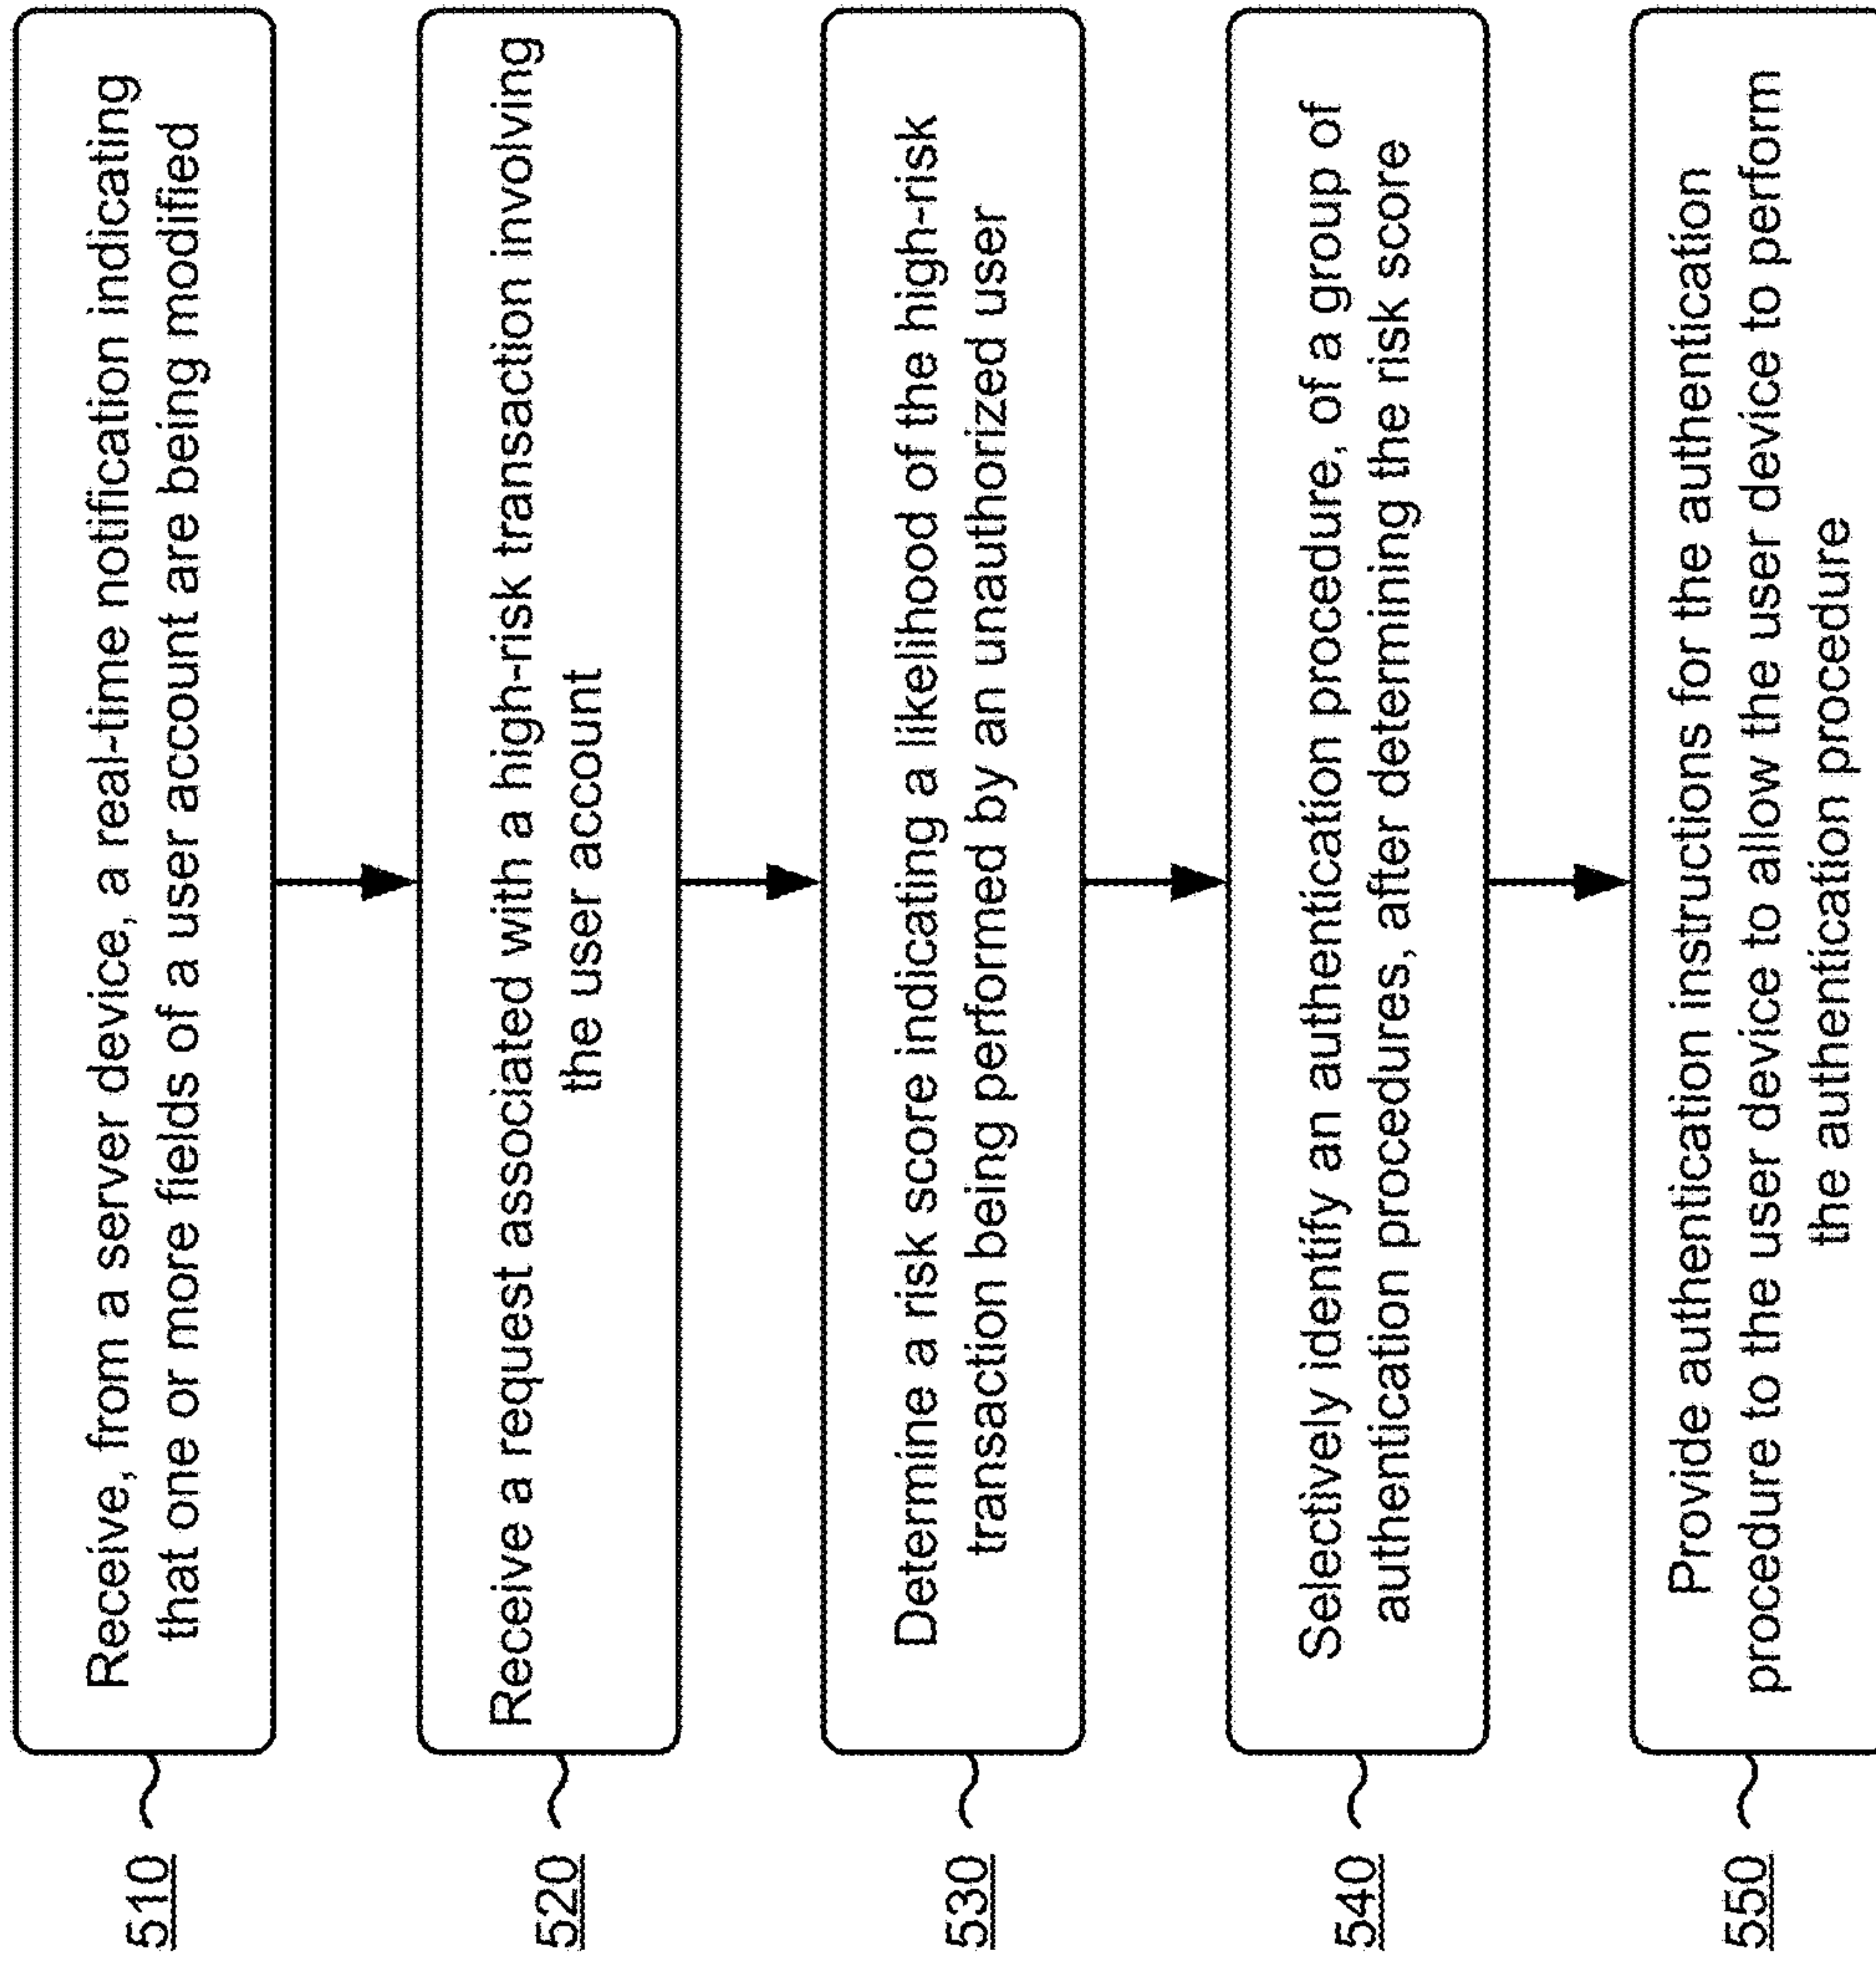 510
Receive, from a server device, a real-time notification indicating
that one or more fields of a user account are being modified
520
Receive a request associated with a high-risk transaction involving
the user account
530
Determine a risk score indicating a likelihood of the high-risk
transaction being performed by an unauthorized user
540
Selectively identify an authentication procedure, of a group of
authentication procedures, after determining the risk score
550
Provide authentication instructions for the authentication
procedure to the user device to allow the user device to perform
the authentication procedure